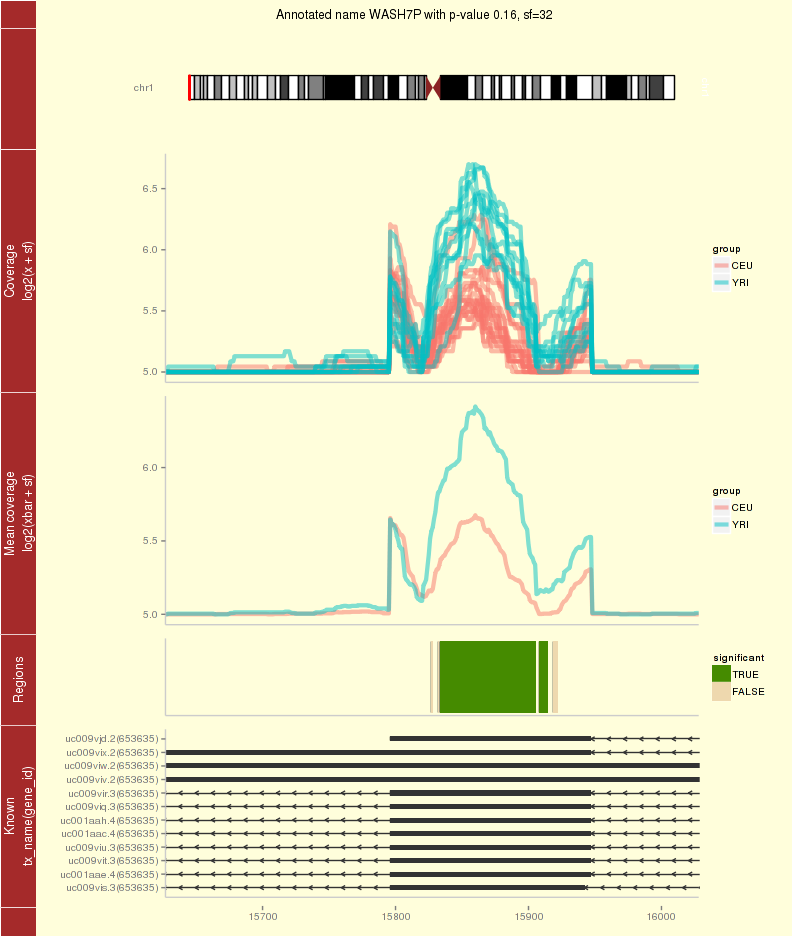 Annotated name WASH7P with p-value 0.16, sf=32
chr1
Coverage
log2(x + sf)
6.5
6.0
5.5
5.0
group
CEU
YRI
Mean coverage
log2(xbar + sf)
6.0
5.5
5.0
group
CEU
YRI
Regions
significant
TRUE
FALSE
Known
tx_name(gene_id)
uc009vjd.2(653635)
uc009vix.2(653635)
uc009viw.2(653635)
uc009viv.2(653635)
uc009vir.3(653635)
uc009viq.3(653635)
uc001aah.4(653635)
uc001aac.4(653635)
uc009viu.3(653635)
uc009vit.3(653635)
uc001aae.4(653635)
uc009vis.3(653635)
15700
15800
15900
16000